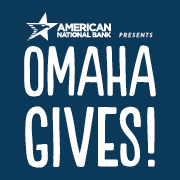 AMERICAN
NATIONAL BANK
PRESENTS
OMAHA
GIVES!